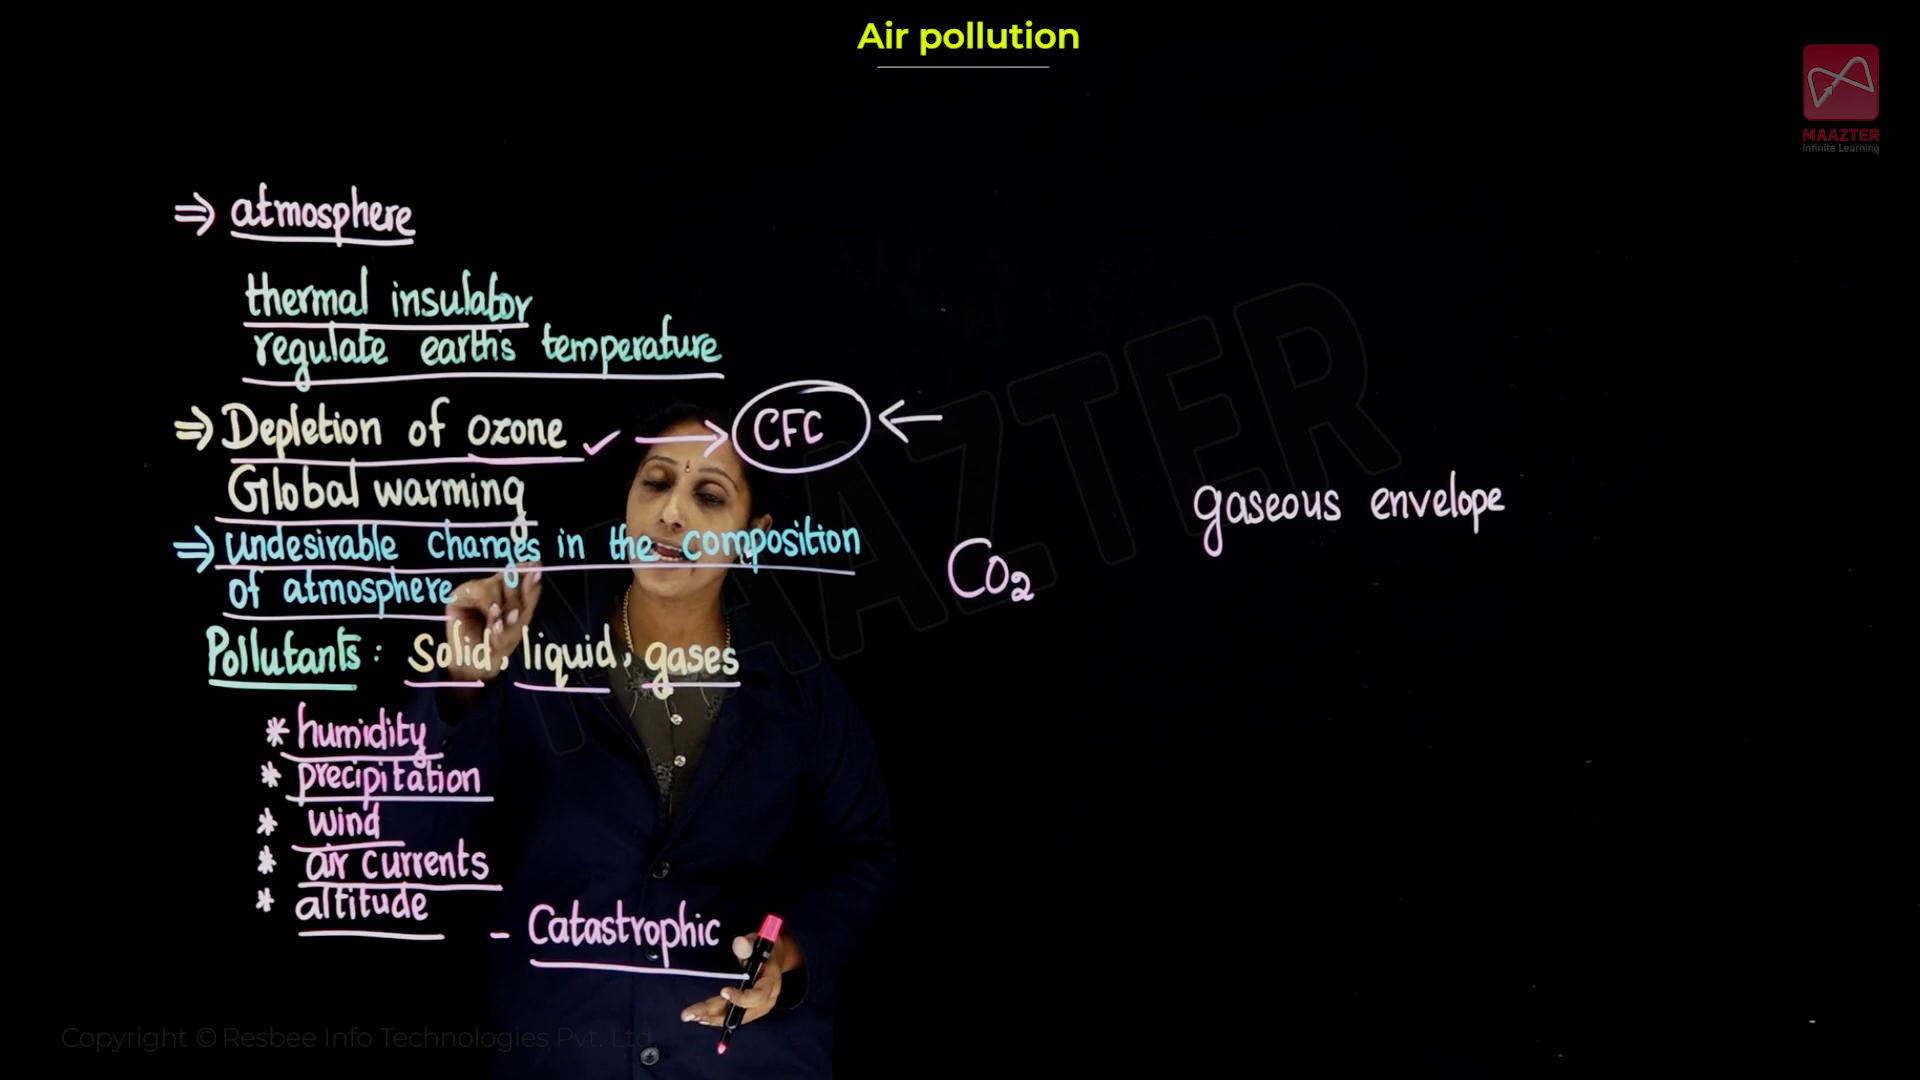 Air pollution
MAAZTER
Infinite Learning
⇒ atmosphere
thermal insulator
regulate earth's temperature
⇒ Depletion of ozone ✓ → CFC ←
Global warming
gaseous envelope
⇒ undesirable changes in the composition
of atmosphere.
CO2
Pollutants : Solid, liquid, gases
* humidity
* precipitation
* wind
* air currents
* altitude
- Catastrophic
MAAZTER
Copyright © Resbee Info Technologies Pvt. Ltd